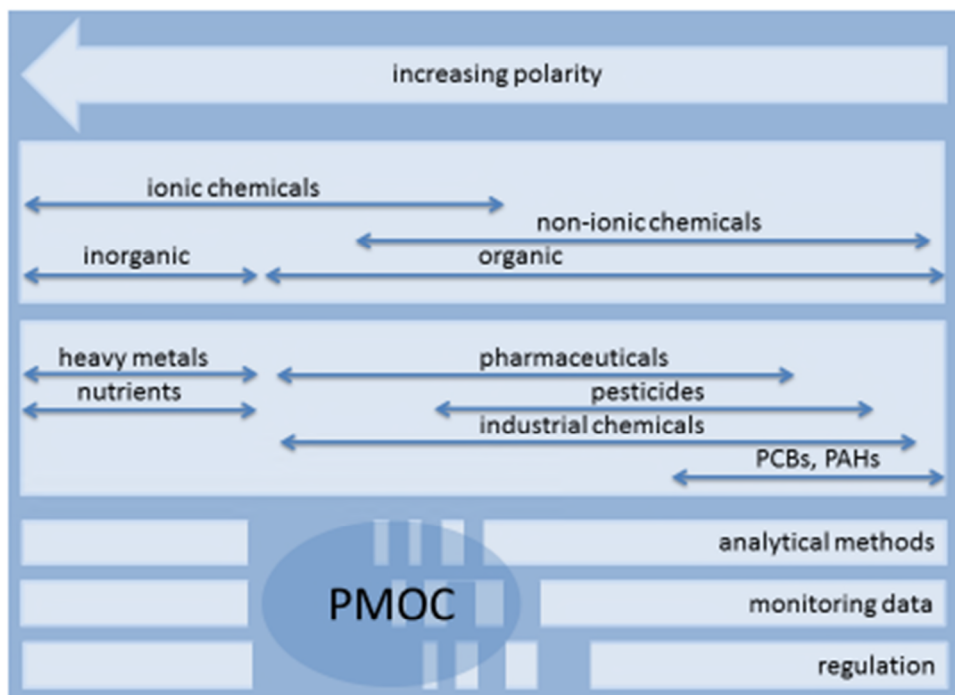 increasing polarity
ionic chemicals
non-ionic chemicals
inorganic
organic
heavy metals
pharmaceuticals
nutrients
pesticides
industrial chemicals
PCBs, PAHs
analytical methods
PMOC
monitoring data
regulation